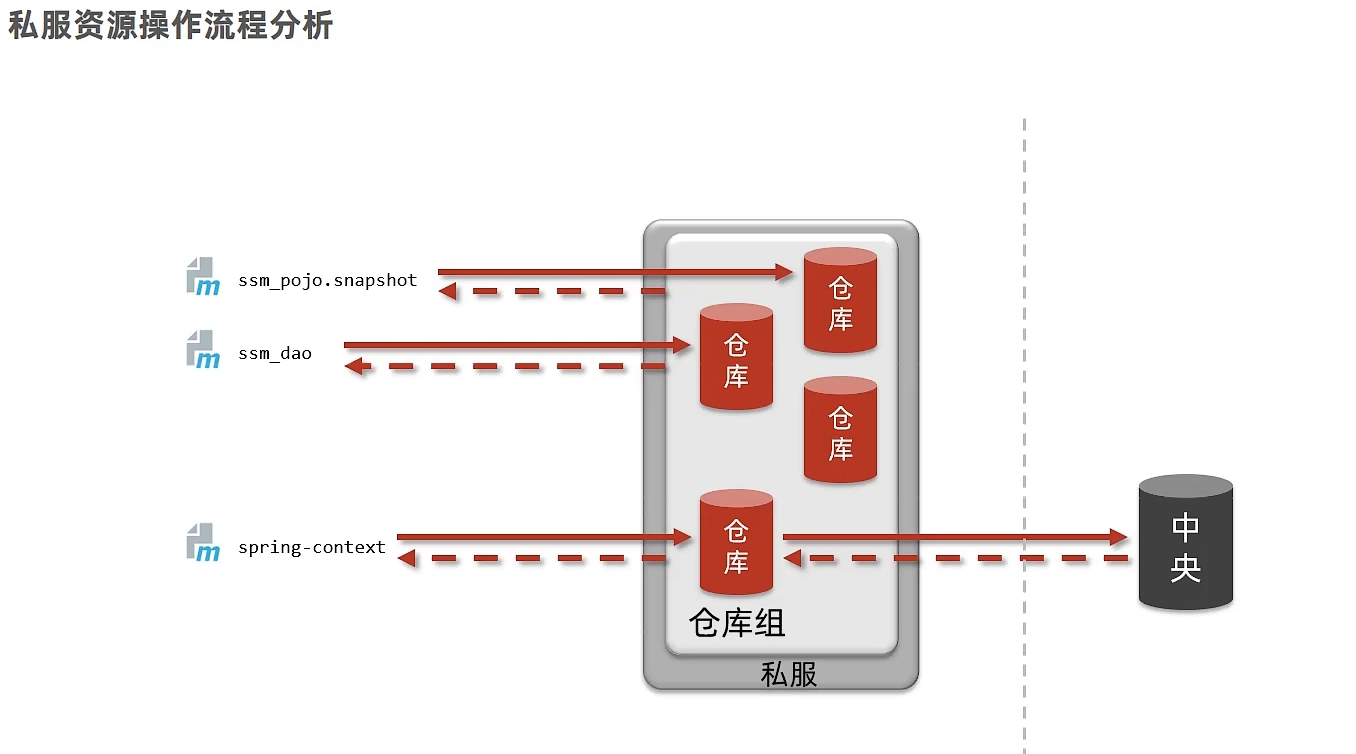 私服资源操作流程分析
ssm_pojo.snapshot
仓
库
ssm_dao
仓
库
仓
库
spring-context
仓
库
中
央
仓库组
私服
m
m
m